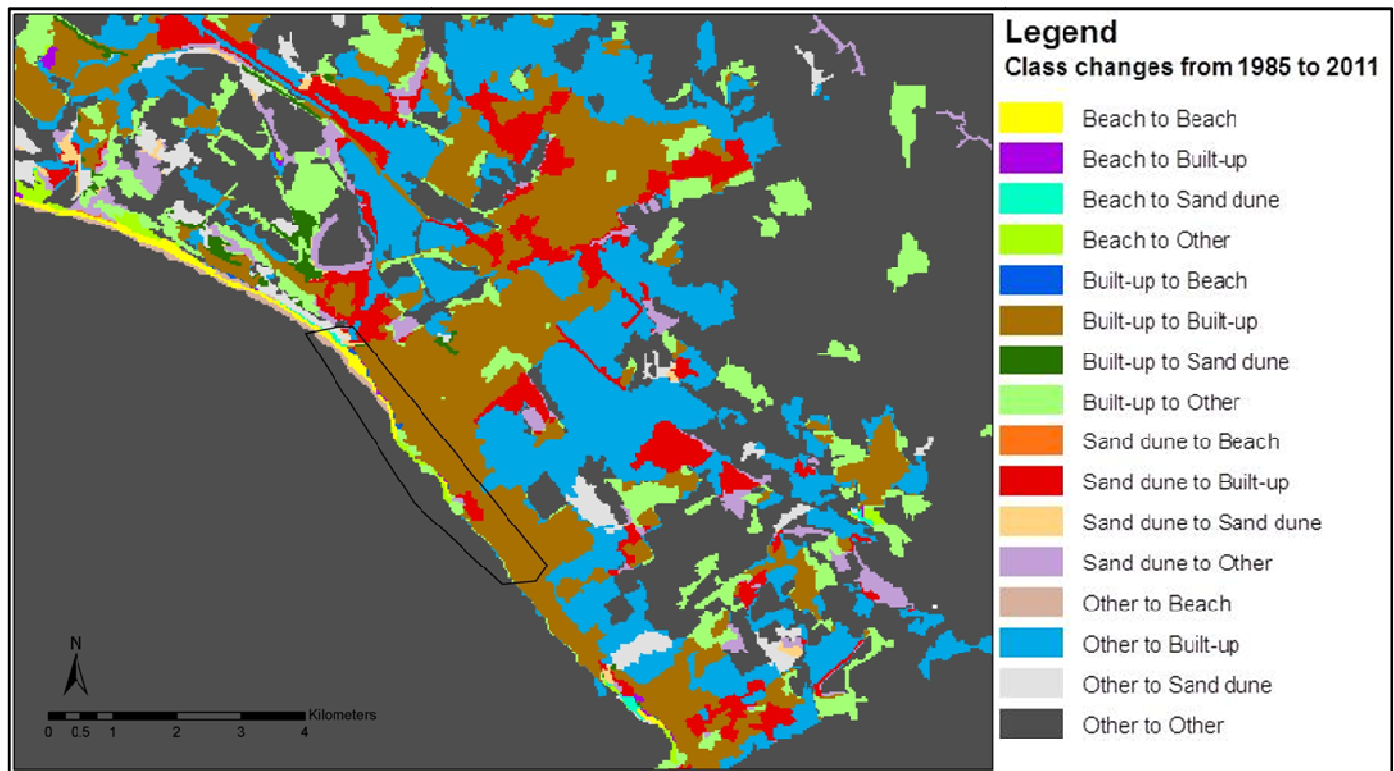 Legend
Class changes from 1985 to 2011
Beach to Beach
Beach to Built-up
Beach to Sand dune
Beach to Other
Built-up to Beach
Built-up to Built-up
Built-up to Sand dune
Built-up to Other
Sand dune to Beach
Sand dune to Built-up
Sand dune to Sand dune
Sand dune to Other
Other to Beach
Other to Built-up
Other to Sand dune
Other to Other
N
Kilometers
0 0.5 1 2 3 4